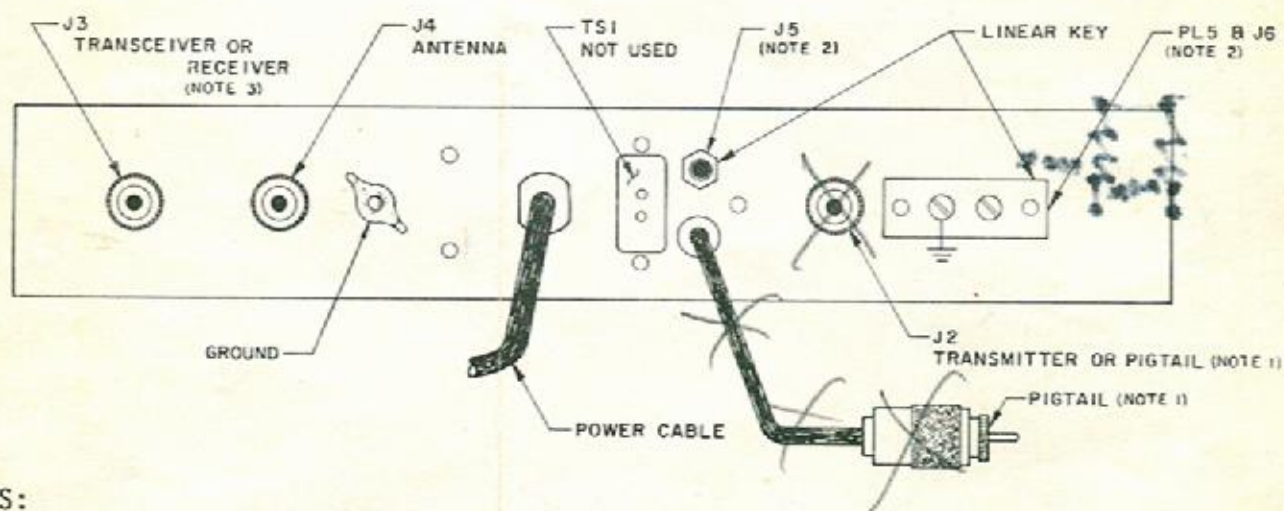 J3
TRANSCEIVER OR
RECEIVER
(NOTE 3)
J4
ANTENNA
TS1
NOT USED
J5
(NOTE 2)
LINEAR KEY
PL5 & J6
(NOTE 2)
GROUND
POWER CABLE
J2
TRANSMITTER OR PIGTAIL (NOTE 1)
PIGTAIL (NOTE 1)
S: